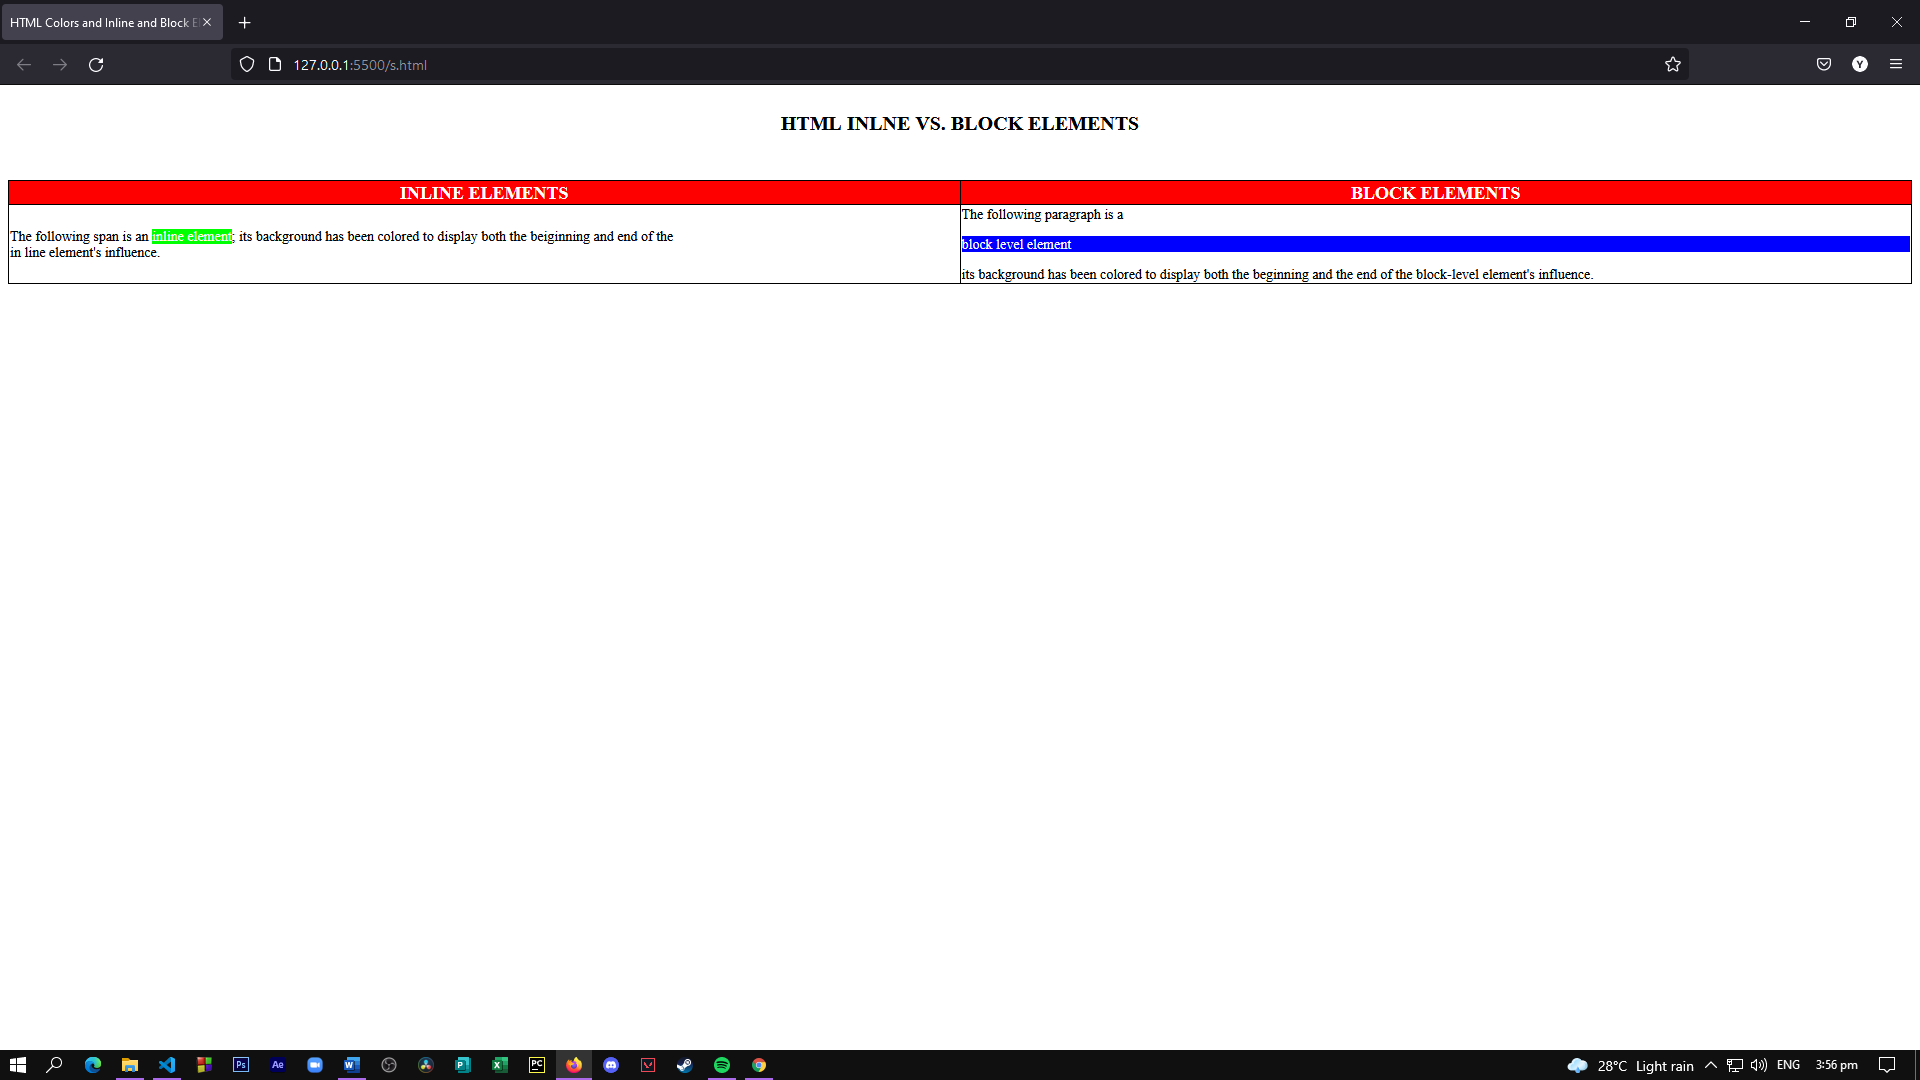 HTML Colors and Inline and Block E
127.0.0.1:5500/s.html
Y
HTML INLNE VS. BLOCK ELEMENTS
INLINE ELEMENTS
BLOCK ELEMENTS
The following span is an inline element; its background has been colored to display both the beiginning and end of the
in line element's influence.
The following paragraph is a
block level element
its background has been colored to display both the beginning and the end of the block-level element's influence.
Ps
Ae
W
P
X
PC
28°C Light rain
ENG
3:56 pm